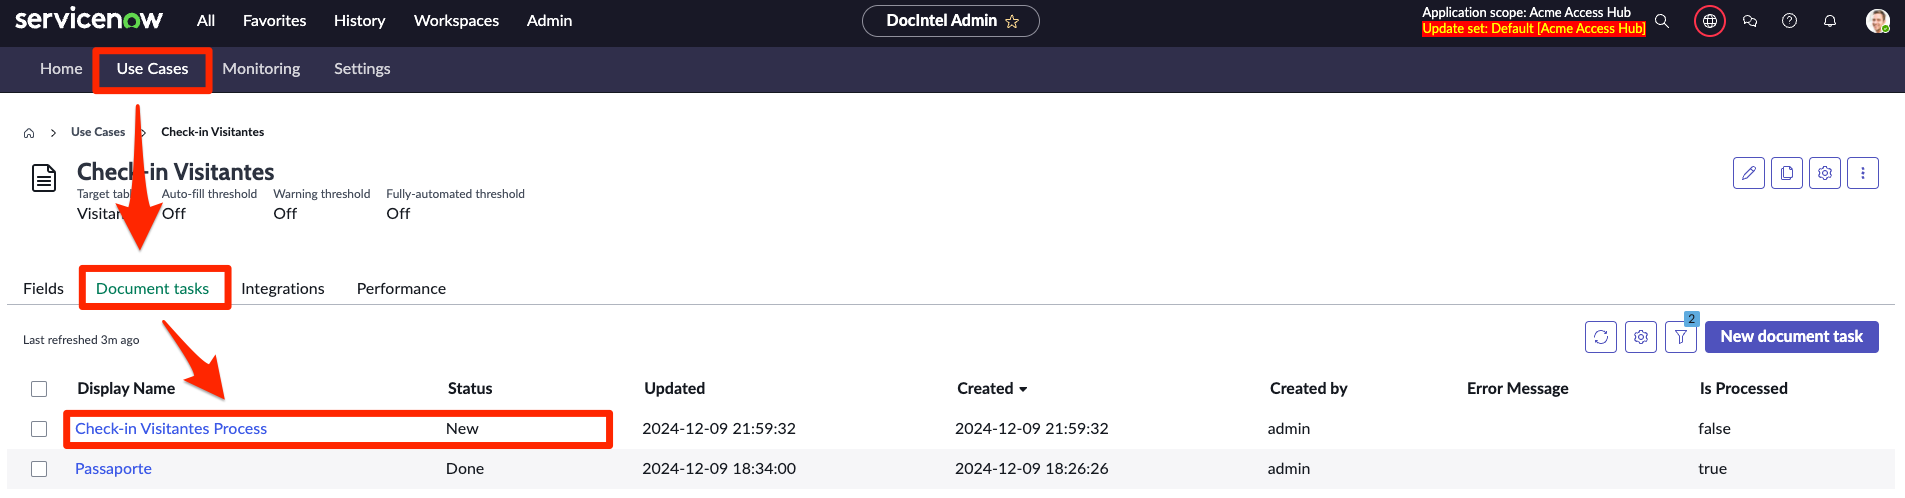 servicenow All Favorites History Workspaces Admin DocIntel Admin Application scope: Acme Access Hub
Update set: Default [Acme Access Hub]
Home Use Cases Monitoring Settings
Use Cases Check-in Visitantes
Check-in Visitantes
Auto-fill threshold Warning threshold Fully-automated threshold
Off Off Off
Fields Document tasks Integrations Performance
2
Last refreshed 3m ago New document task
Display Name Status Updated Created Created by Error Message Is Processed
Check-in Visitantes Process New 2024-12-09 21:59:32 2024-12-09 21:59:32 admin false
Passaporte Done 2024-12-09 18:34:00 2024-12-09 18:26:26 admin true